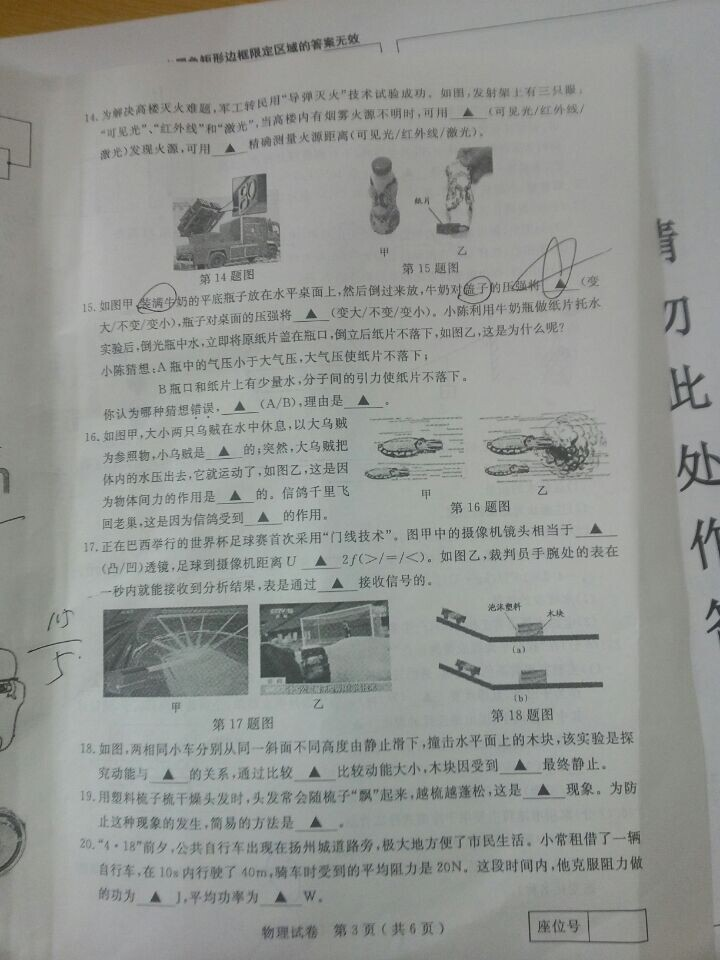 黑色矩形边框限定区域的答案无效
14.为解决高楼灭火难题,军工转民用“导弹灭火”技术试验成功。如图,发射架上有三只眼:
“可见光”、“红外线”和“激光”,当高楼内有烟雾火源不明时,可用 ▲ (可见光/红外线/
激光)发现火源,可用 ▲ 精确测量火源距离(可见光/红外线/激光)。
纸片
甲 乙
第14题图 第15题图
15.如图甲,装满牛奶的平底瓶子放在水平桌面上,然后倒过来放,牛奶对盖子的压强将 ▲ (变
大/不变/变小),瓶子对桌面的压强将 ▲ (变大/不变/变小)。小陈利用牛奶瓶做纸片托水
实验后,倒光瓶中水,立即将原纸片盖在瓶口,倒立后纸片不落下,如图乙,这是为什么呢?
小陈猜想:A 瓶中的气压小于大气压,大气压使纸片不落下;
B 瓶口和纸片上有少量水,分子间的引力使纸片不落下。
你认为哪种猜想错误, ▲ (A/B),理由是 ▲ 。
16.如图甲,大小两只乌贼在水中休息,以大乌贼
为参照物,小乌贼是 ▲ 的;突然,大乌贼把
体内的水压出去,它就运动了,如图乙,这是因
为物体间力的作用是 ▲ 的。信鸽千里飞
回老巢,这是因为信鸽受到 ▲ 的作用。
甲 乙
第16题图
17.正在巴西举行的世界杯足球赛首次采用“门线技术”。图甲中的摄像机镜头相当于 ▲
(凸/凹)透镜,足球到摄像机距离U ▲ 2f(>/=/<)。如图乙,裁判员手腕处的表在
一秒内就能接收到分析结果,表是通过 ▲ 接收信号的。
泡沫塑料 木块
(a)
(b)
甲 乙
第17题图 第18题图
18.如图,两相同小车分别从同一斜面不同高度由静止滑下,撞击水平面上的木块,该实验是探
究动能与 ▲ 的关系,通过比较 ▲ 比较动能大小,木块因受到 ▲ 最终静止。
19.用塑料梳子梳干燥头发时,头发常会随梳子“飘”起来,越梳越蓬松,这是 ▲ 现象。为防
止这种现象的发生,简易的方法是 ▲ 。
20.“4·18”前夕,公共自行车出现在扬州城道路旁,极大地方便了市民生活。小常租借了一辆
自行车,在10s内行驶了40m,骑车时受到的平均阻力是20N。这段时间内,他克服阻力做
的功为 ▲ J,平均功率为 ▲ W。
物理试卷 第3页(共6页)
座位号
请勿此处作答